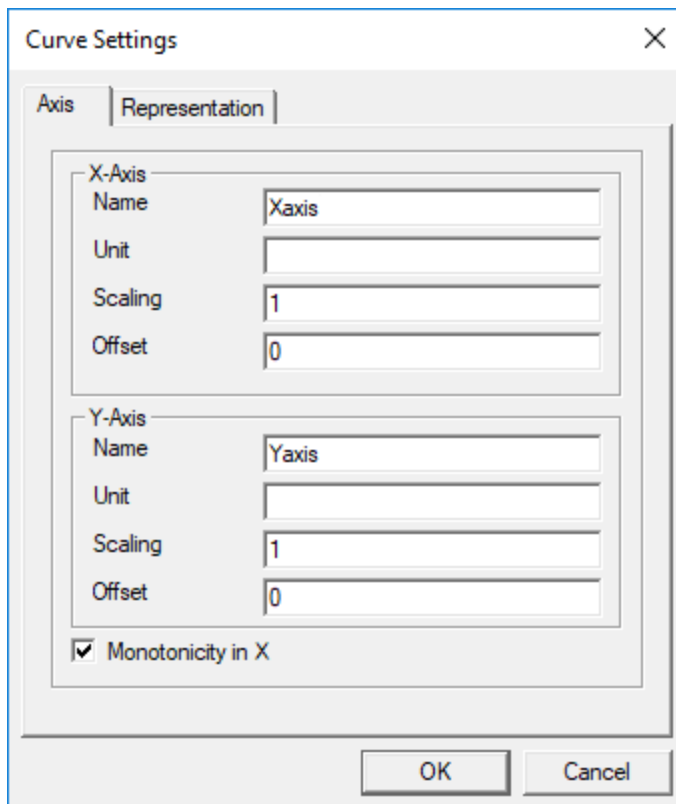 Curve Settings
Axis Representation
X-Axis
Name Xaxis
Unit
Scaling 1
Offset 0
Y-Axis
Name Yaxis
Unit
Scaling 1
Offset 0
Monotonicity in X
OK Cancel